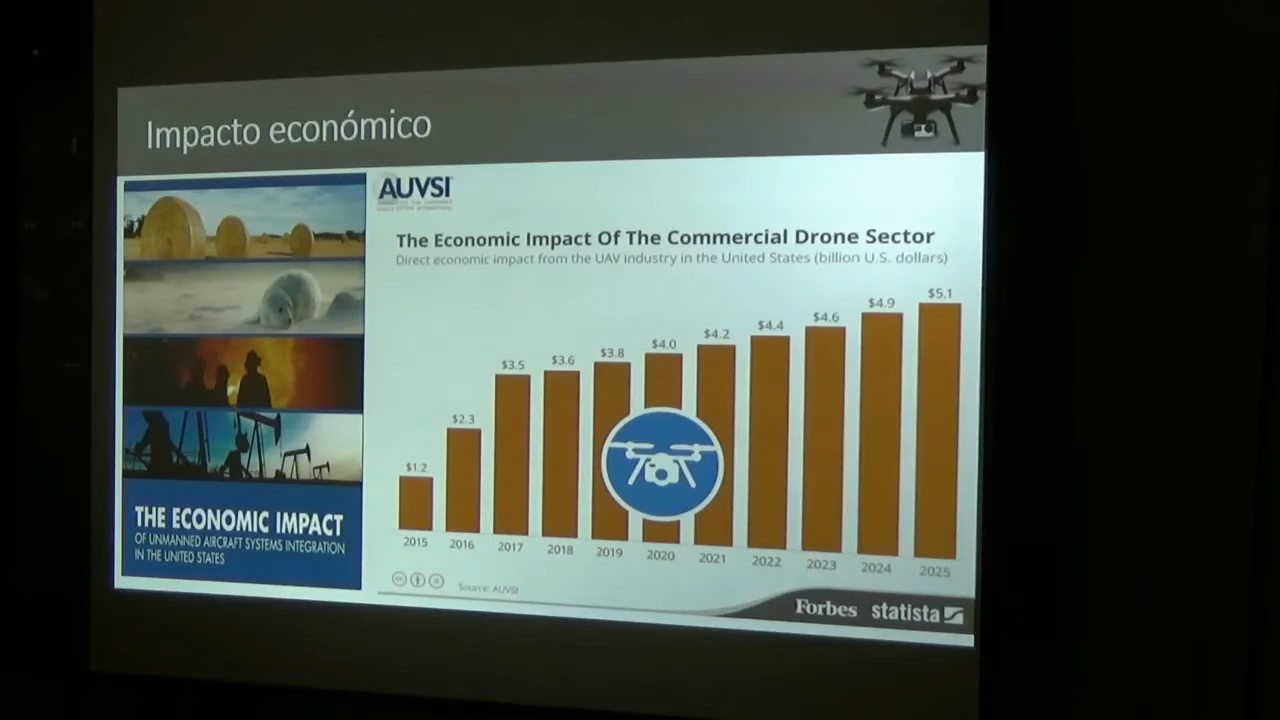 Impacto económico
AUVSI
The Economic Impact Of The Commercial Drone Sector
Direct economic impact from the UAV industry in the United States (billion U.S. dollars)
$1.2
$2.3
$3.5
$3.6
$3.8
$4.0
$4.2
$4.4
$4.6
$4.9
$5.1
2015
2016
2017
2018
2019
2020
2021
2022
2023
2024
2025
THE ECONOMIC IMPACT
OF UNMANNED AIRCRAFT SYSTEMS INTEGRATION
IN THE UNITED STATES
Source: AUVSI
Forbes statista